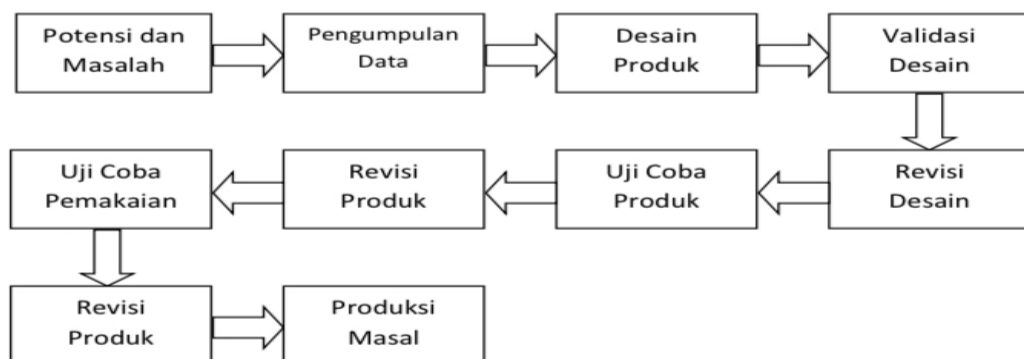 Potensi dan
Masalah
Pengumpulan
Data
Desain
Produk
Validasi
Desain
Revisi
Desain
Uji Coba
Produk
Revisi
Produk
Uji Coba
Pemakaian
Revisi
Produk
Produksi
Masal